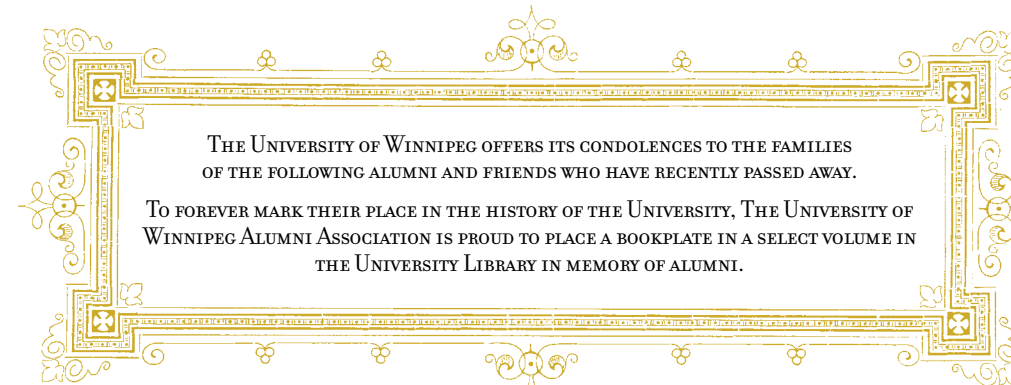 The University of Winnipeg offers its condolences to the families
of the following alumni and friends who have recently passed away.
To forever mark their place in the history of the University, The University of
Winnipeg Alumni Association is proud to place a bookplate in a select volume in
the University Library in memory of alumni.